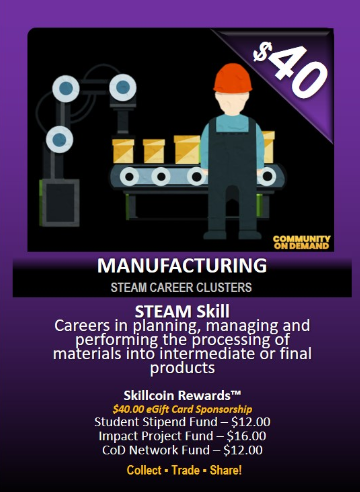 $40
COMMUNITY
ON DEMAND
MANUFACTURING
STEAM CAREER CLUSTERS
STEAM Skill
Careers in planning, managing and
performing the processing of
materials into intermediate or final
products
Skillcoin Rewards™
$40.00 eGift Card Sponsorship
Student Stipend Fund – $12.00
Impact Project Fund – $16.00
CoD Network Fund – $12.00
Collect ▪ Trade ▪ Share!